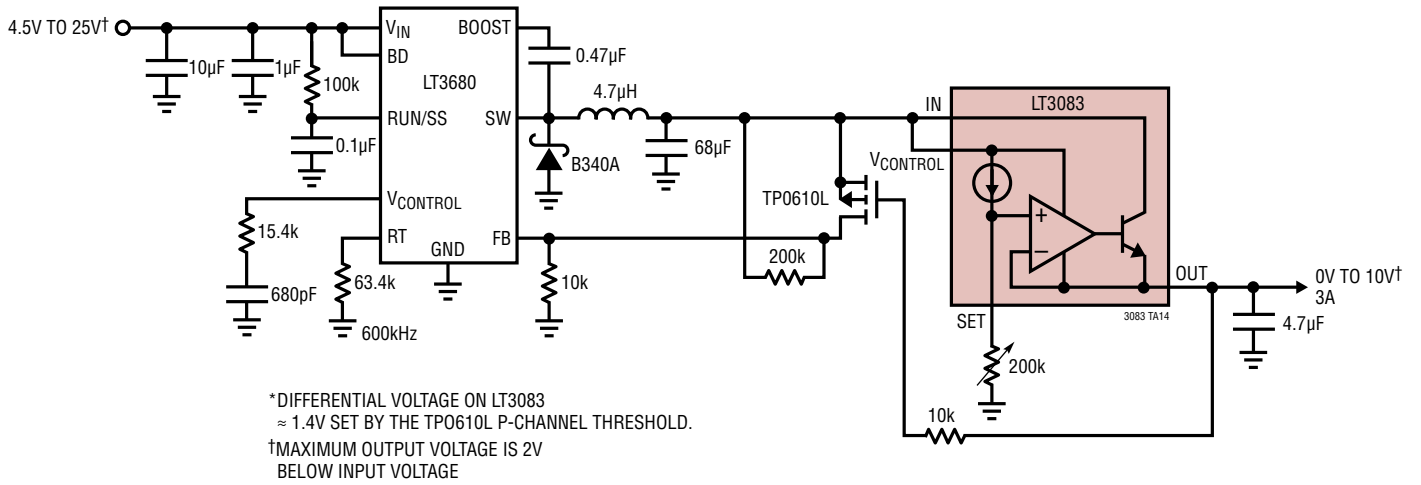 4.5V TO 25V†
10µF
1µF
100k
0.1µF
15.4k
680pF
63.4k
600kHz
VIN
BD
LT3680
RUN/SS
VCONTROL
RT
GND
BOOST
SW
FB
0.47µF
4.7µH
B340A
68µF
10k
TP0610L
200k
IN
VCONTROL
LT3083
+
–
OUT
SET
3083 TA14
200k
10k
0V TO 10V†
3A
4.7µF
*DIFFERENTIAL VOLTAGE ON LT3083
≈ 1.4V SET BY THE TP0610L P-CHANNEL THRESHOLD.
†MAXIMUM OUTPUT VOLTAGE IS 2V
BELOW INPUT VOLTAGE